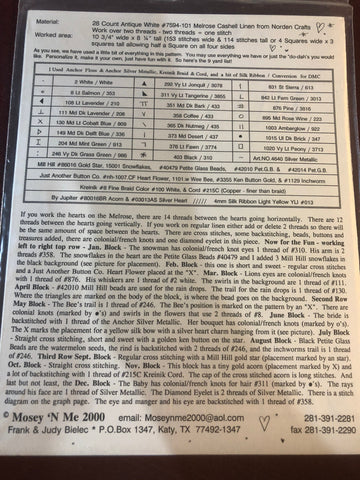 Material: 28 Count Antique White #7594-101 Melrose Cashell Linen from Norden Crafts
Work over two threads - two threads = one stitch
Worked area: 10 3/4" wide x 8 1/4" tall (153 stitches wide & 114 stitches tall or 4 Squares wide x 3
squares tall allowing half a Square on all four sides
As you see, we have used a little bit of everything in this pattern. You may use everything we have or just the "do-dah's you would
like. Personalize it, make it your own, just have fun with it. So here's the 9 yard list!
I Used Anchor Floss & Anchor Silver Metallic, Kreinik Braid & Cord, and a bit of Silk Ribbon / Conversion for DMC
2 White / White
292 Vy Lt Jonquil / 3078
831 St Sierra / 613
8 Lt Salmon / 353
311 Vy Lt Tangerine / 3855
842 Lt Fern Green / 3013
108 Lt Lavender / 210
351 Md Dk Burk / 433
876 Pine / 3816
111 Md Dk Lavender / 208
358 Coffee / 433
895 Md Rose Wine / 223
130 Md Lt Cobalt Blue / 809
365 Dk Nutmeg / 435
1003 Amberglow / 922
149 Md Dk Delft Blue / 336
373 Md Desert / 437
1015 Ul Dk Brick / 347
204 Md Lt Emerald / 563
376 Lt Fawn / 3774
1020 Vy Lt Peony / 3713
246 Vy Dk Grass Green / 986
403 Black / 310
Art.NO.4640 Silver Metallic
Mill Hill #86016 Gold Star, 15001 Snowflakes, #40479 Petite Glass Beads, #42010 Pet.G.B. & #42014 Pet.G.B.
Just Another Button Co. #nh-1007.CF Heart Flower, 1101.w Wee Bee, #3355 Ken Button Gold, & #1129 Inchworm
Kreinik #8 Fine Braid Color #100 White, & Cord #215C (Copper - finer than braid)
By Jupiter #B0016BR Acorn & #00013AS Silver Heart // 4mm Silk Ribbon Light Yellow YLI #013
If you work the hearts on the Melrose, there are 14 threads between the hearts going horizontally. There are 12
threads between the hearts going vertically. If you work on regular linen either add or delete 2 threads so there will
be the same amount of space between the hearts. There are cross stitches, some backstitching, beads, buttons and
treasures added, there are colonial/french knots and one diamond eyelet in this piece. Now for the Fun - working
left to right top row - Jan. Block - The snowman has colonial/french knot eyes 1 thread of #310. His arm is 2
threads #358. The snowflakes in the heart are the Petite Glass Beads #40479 and I added 3 Mill Hill snowflakes to
the black background (see picture for placement). Feb. Block - this one is short and sweet - regular cross stitches
and a Just Another Button Co. Heart Flower placed at the "X". Mar. Block - Lions eyes are colonial/french knots
with 1 thread of #876. His whiskers are 1 thread of #2 white. The swirls in the background are 1 thread of #111.
April Block - #42010 Mill Hill beads are used for the rain drops. The trail for the rain drops is 1 thread of #130.
Where the triangles are marked on the body of the block, is where the bead goes on the background. Second Row
May Block - The Bee's trail is 1 thread of #246. The Bee's position is marked on the pattern by an "X". There are
colonial knots (marked by ●'s) and swirls in the flowers that use 2 threads of #8. June Block - The bride is
backstitched in 1 thread of the Anchor Silver Metallic. Her bouquet has colonial/french knots (marked by ●'s).
The X marks the placement for a yellow silk bow with a silver heart charm hanging from it (see picture) July Block
- Straight cross stitching, short and sweet with a golden ken button on the star. August Block - Black Petite Glass
Beads are the watermelon seeds, the rind is backstitched with 2 threads of #246, and the inchworms trail is 1 thread
of #246. Third Row Sept. Block - Regular cross stitching with a Mill Hill gold star (placement marked by an star).
Oct. Block - Straight cross stitching. Nov. Block - This block has a tiny gold acorn (placement marked by X) and
a lot of backstitching with 1 thread(s) of #215C Kreinik Cord. The cap of the cross stitched acorn is long stitches. And
last but not least, the Dec. Block - The Baby has colonial/french knots for hair #311 (marked by ●'s). The rays
around his face are 1 thread of Silver Metallic. The Diamond Eyelet is 2 threads of Silver Metallic. There is a stitch
diagram on the graph page. The eye and manger and his eye are backstitched with 1 thread of #358.
© Mosey 'N Me 2000 email: Moseynme2000@aol.com 281-391-2281
Frank & Judy Bielec * P.O.Box 1347, Katy, TX 77492-1347 fax 281-391-2290